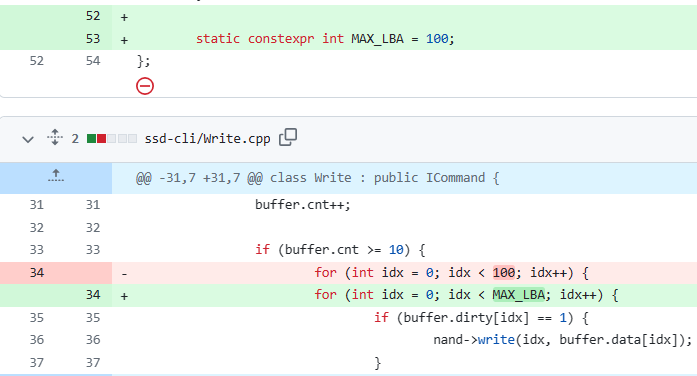 52 +
53 + static constexpr int MAX_LBA = 100;
52 54 };
2 ssd-cli/Write.cpp
@@ -31,7 +31,7 @@ class Write : public ICommand {
31 31 buffer.cnt++;
32 32
33 33 if (buffer.cnt >= 10) {
34 - for (int idx = 0; idx < 100; idx++) {
34 + for (int idx = 0; idx < MAX_LBA; idx++) {
35 35 if (buffer.dirty[idx] == 1) {
36 36 nand->write(idx, buffer.data[idx]);
37 37 }